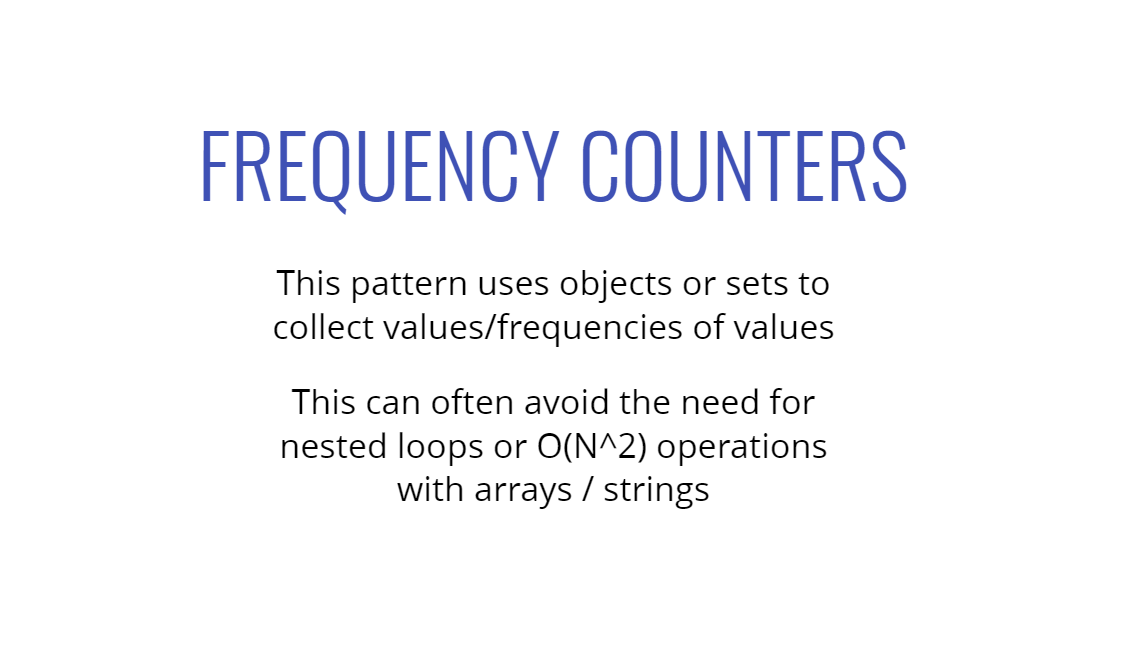 FREQUENCY COUNTERS
This pattern uses objects or sets to
collect values/frequencies of values
This can often avoid the need for
nested loops or O(N^2) operations
with arrays / strings